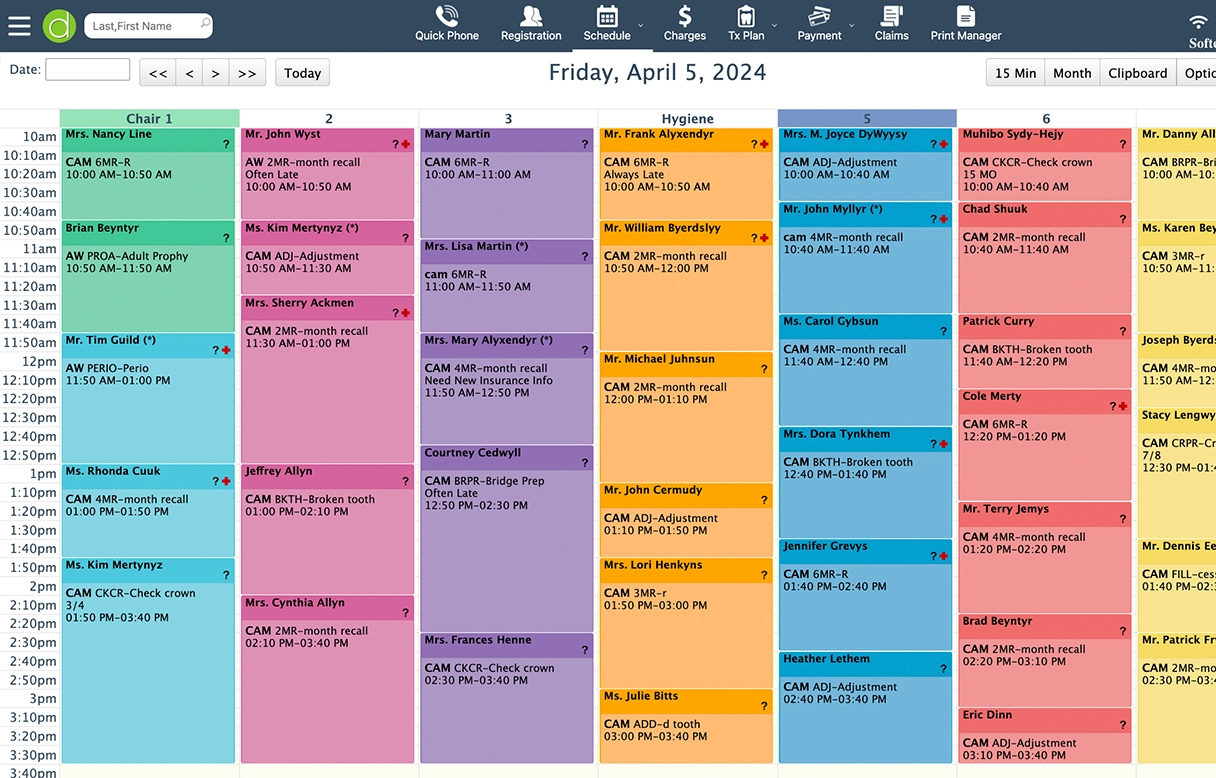 Last,First Name
Quick Phone
Registration
Schedule
Charges
Tx Plan
Payment
Claims
Print Manager
Date:
<<
<
>
>>
Today
Friday, April 5, 2024
15 Min
Month
Clipboard
Chair 1
2
3
Hygiene
5
6
10am
10:10am
10:20am
10:30am
10:40am
10:50am
11am
11:10am
11:20am
11:30am
11:40am
11:50am
12pm
12:10pm
12:20pm
12:30pm
12:40pm
12:50pm
1pm
1:10pm
1:20pm
1:30pm
1:40pm
1:50pm
2pm
2:10pm
2:20pm
2:30pm
2:40pm
2:50pm
3pm
3:10pm
3:20pm
3:30pm
3:40pm
Mrs. Nancy Line
?
CAM 6MR-R
10:00 AM-10:50 AM
Brian Beyntyr
?
AW PROA-Adult Prophy
10:50 AM-11:50 AM
Mr. Tim Guild (*)
?
AW PERIO-Perio
11:50 AM-01:00 PM
Ms. Rhonda Cuuk
?
CAM 4MR-month recall
01:00 PM-01:50 PM
Ms. Kim Mertynyz
?
CAM CKCR-Check crown
3/4
01:50 PM-03:40 PM
Mr. John Wyst
?
AW 2MR-month recall
Often Late
10:00 AM-10:50 AM
Ms. Kim Mertynyz (*)
?
CAM ADJ-Adjustment
10:50 AM-11:30 AM
Mrs. Sherry Ackmen
?
CAM 2MR-month recall
11:30 AM-01:00 PM
Jeffrey Allyn
?
CAM BKTH-Broken tooth
01:00 PM-02:10 PM
Mrs. Cynthia Allyn
?
CAM 2MR-month recall
02:10 PM-03:40 PM
Mary Martin
?
CAM 6MR-R
10:00 AM-11:00 AM
Mrs. Lisa Martin (*)
?
cam 6MR-R
11:00 AM-11:50 AM
Mrs. Mary Alyxendyr (*)
?
CAM 4MR-month recall
Need New Insurance Info
11:50 AM-12:50 PM
Courtney Cedwyll
?
CAM BRPR-Bridge Prep
Often Late
12:50 PM-02:30 PM
Mrs. Frances Henne
?
CAM CKCR-Check crown
02:30 PM-03:40 PM
Mr. Frank Alyxendyr
?
CAM 6MR-R
Always Late
10:00 AM-10:50 AM
Mr. William Byerdslyy
?
CAM 2MR-month recall
10:50 AM-12:00 PM
Mr. Michael Juhnsun
?
CAM 2MR-month recall
12:00 PM-01:10 PM
Mr. John Cermudy
?
CAM ADJ-Adjustment
01:10 PM-01:50 PM
Mrs. Lori Henkyns
?
CAM 3MR-r
01:50 PM-03:00 PM
Ms. Julie Bitts
?
CAM ADD-d tooth
03:00 PM-03:40 PM
Mrs. M. Joyce DyWyysy
?
CAM ADJ-Adjustment
10:00 AM-10:40 AM
Mr. John Myllyr (*)
?
cam 4MR-month recall
10:40 AM-11:40 AM
Ms. Carol Gybsun
?
CAM 4MR-month recall
11:40 AM-12:40 PM
Mrs. Dora Tynkhem
?
CAM BKTH-Broken tooth
12:40 PM-01:40 PM
Jennifer Grevys
?
CAM 6MR-R
01:40 PM-02:40 PM
Heather Lethem
?
CAM ADJ-Adjustment
02:40 PM-03:40 PM
Muhibo Sydy-Hejy
?
CAM CKCR-Check crown
15 MO
10:00 AM-10:40 AM
Chad Shuuk
?
CAM 2MR-month recall
10:40 AM-11:40 AM
Patrick Curry
?
CAM BKTH-Broken tooth
11:40 AM-12:20 PM
Cole Merty
?
CAM 6MR-R
12:20 PM-01:20 PM
Mr. Terry Jemys
?
CAM 4MR-month recall
01:20 PM-02:20 PM
Brad Beyntyr
?
CAM 2MR-month recall
02:20 PM-03:10 PM
Eric Dinn
?
CAM ADJ-Adjustment
03:10 PM-03:40 PM
Mr. Danny
CAM
10:00 AM
Ms. Karen
CAM 3MR-r
10:50 AM
Joseph
CAM
11:50 AM
Stacy Lengwy
CAM
7/8
12:30 PM
Mr. Dennis
CAM
01:40 PM
Mr. Patrick
CAM
02:30 PM